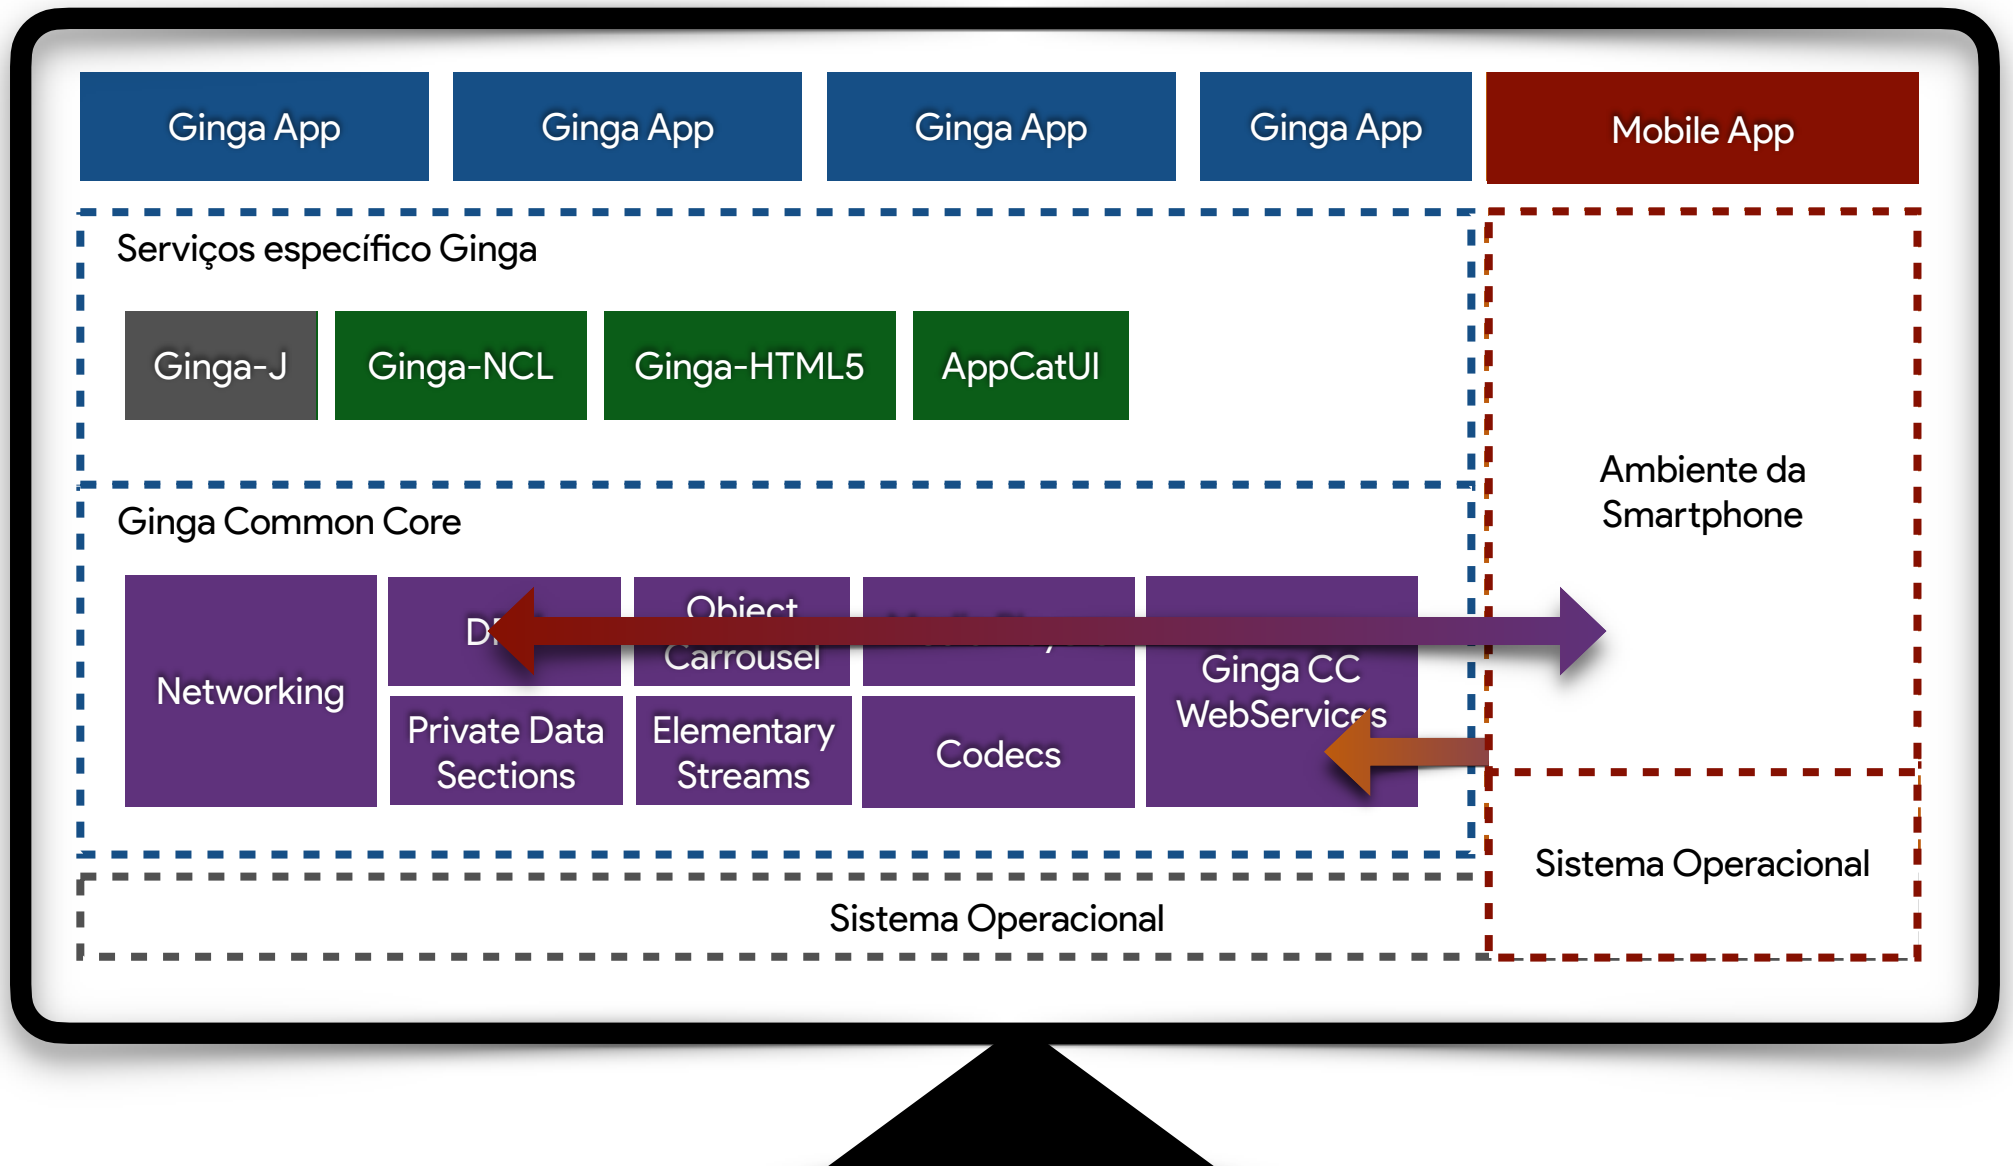 Ginga App
Ginga App
Ginga App
Ginga App
Mobile App
Serviços específico Ginga
Ginga-J
Ginga-NCL
Ginga-HTML5
AppCatUI
Ambiente da
Smartphone
Ginga Common Core
Networking
Object
Carrousel
Ginga CC
WebServices
Private Data
Sections
Elementary
Streams
Codecs
Sistema Operacional
Sistema Operacional